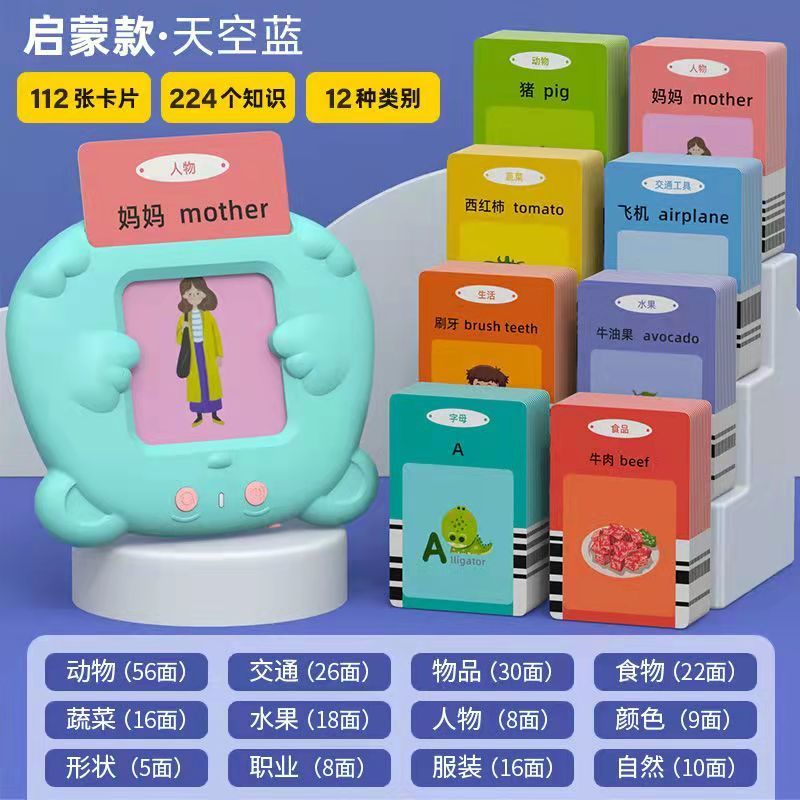 启蒙款·天空蓝
112张卡片
224个知识
12种类别
人物
妈妈 mother
动物
猪 pig
人物
妈妈 mother
蔬菜
西红柿 tomato
交通工具
飞机 airplane
生活
刷牙 brush teeth
水果
牛油果 avocado
字母
A
Alligator
食品
牛肉 beef
动物（56面）
交通（26面）
物品（30面）
食物（22面）
蔬菜（16面）
水果（18面）
人物（8面）
颜色（9面）
形状（5面）
职业（8面）
服装（16面）
自然（10面）